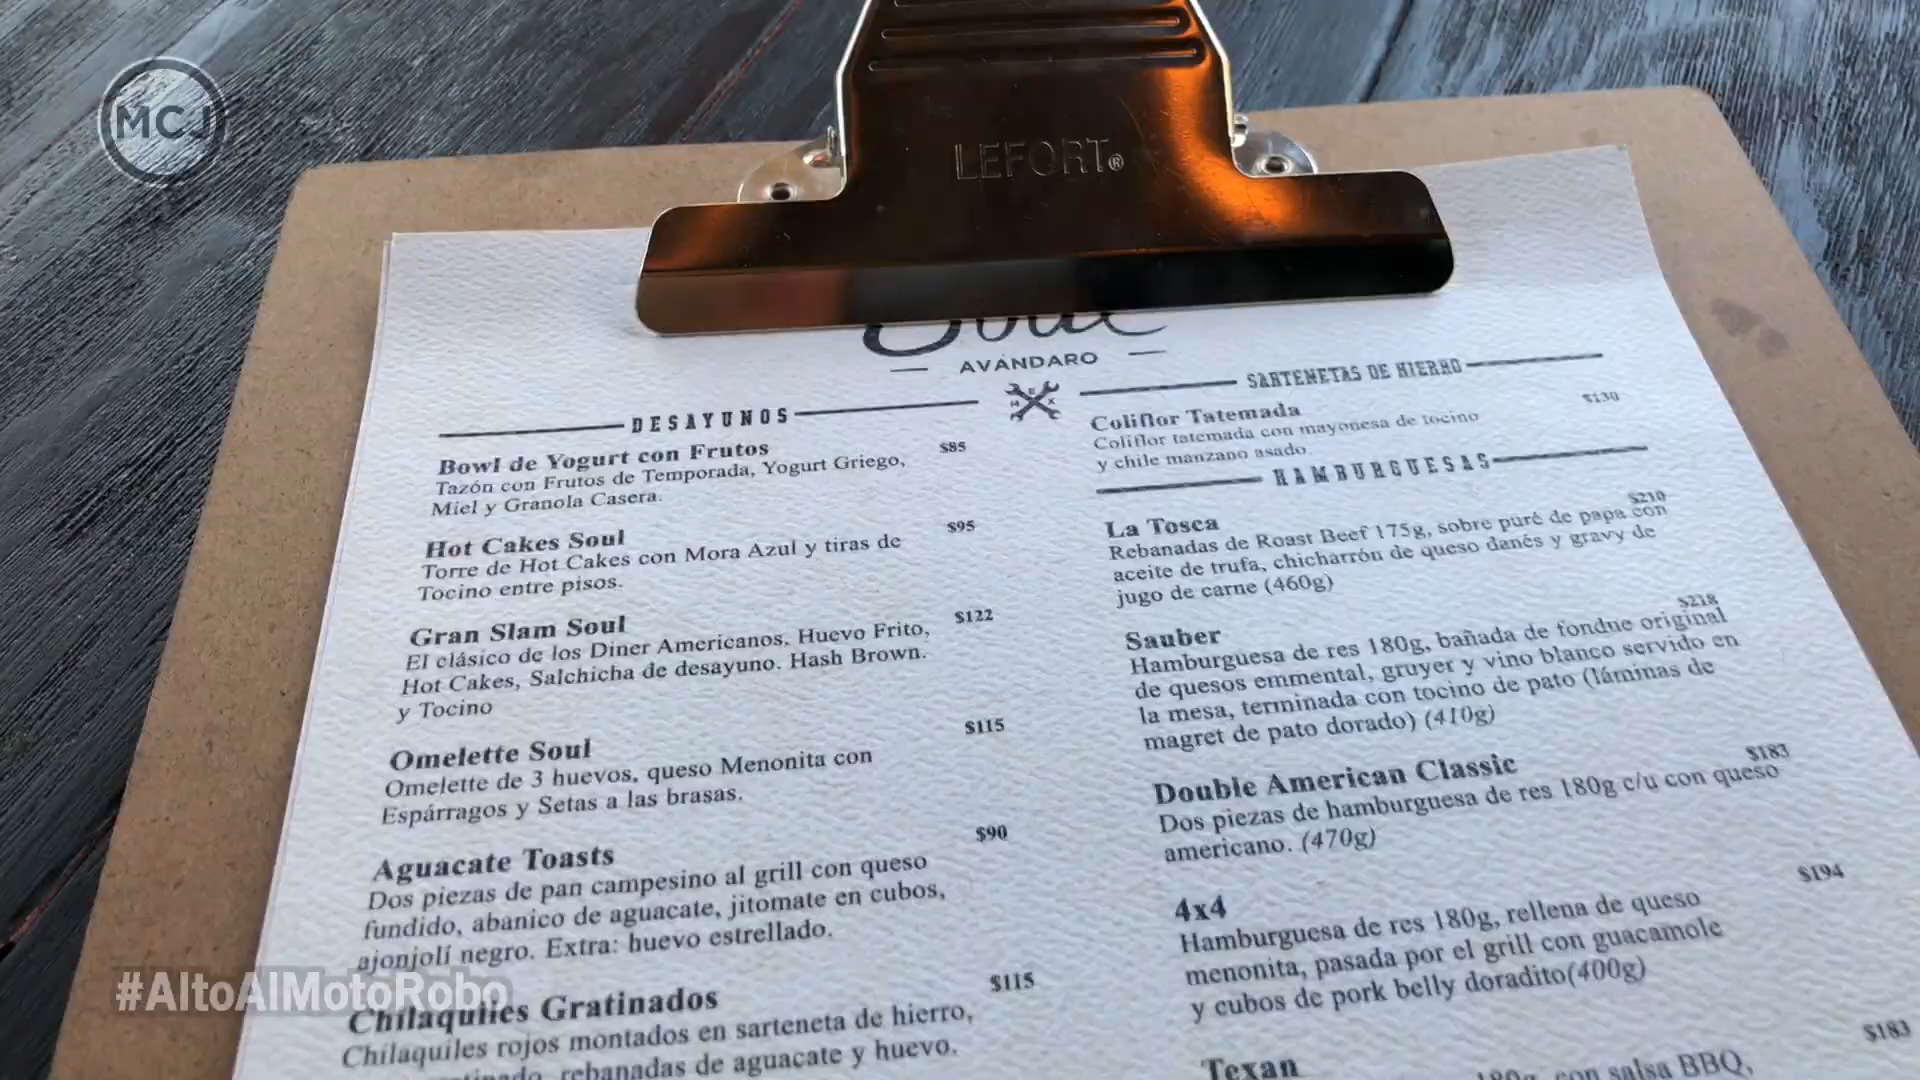 MCJ
LEFORT®
Soul
AVÁNDARO
DESAYUNOS
Bowl de Yogurt con Frutos
$85
Tazón con Frutos de Temporada, Yogurt Griego,
Miel y Granola Casera.
Hot Cakes Soul
$95
Torre de Hot Cakes con Mora Azul y tiras de
Tocino entre pisos.
Gran Slam Soul
$122
El clásico de los Diner Americanos. Huevo Frito,
Hot Cakes, Salchicha de desayuno. Hash Brown.
y Tocino
Omelette Soul
$115
Omelette de 3 huevos, queso Menonita con
Espárragos y Setas a las brasas.
Aguacate Toasts
$90
Dos piezas de pan campesino al grill con queso
fundido, abanico de aguacate, jitomate en cubos,
ajonjolí negro. Extra: huevo estrellado.
Chilaquiles Gratinados
$115
Chilaquiles rojos montados en sarteneta de hierro,
rebanadas de aguacate y huevo.
SARTENETAS DE HIERRO
Coliflor Tatemada
$130
Coliflor tatemada con mayonesa de tocino
y chile manzano asado.
HAMBURGUESAS
La Tosca
$210
Rebanadas de Roast Beef 175g, sobre puré de papa con
aceite de trufa, chicharrón de queso danés y gravy de
jugo de carne (460g)
Sauber
$218
Hamburguesa de res 180g, bañada de fondue original
de quesos emmental, gruyer y vino blanco servido en
la mesa, terminada con tocino de pato (láminas de
magret de pato dorado) (410g)
Double American Classic
$183
Dos piezas de hamburguesa de res 180g c/u con queso
americano. (470g)
4x4
$194
Hamburguesa de res 180g, rellena de queso
menonita, pasada por el grill con guacamole
y cubos de pork belly doradito(400g)
Texan
$183
180g, con salsa BBQ,
#AltoAlMotoRobo